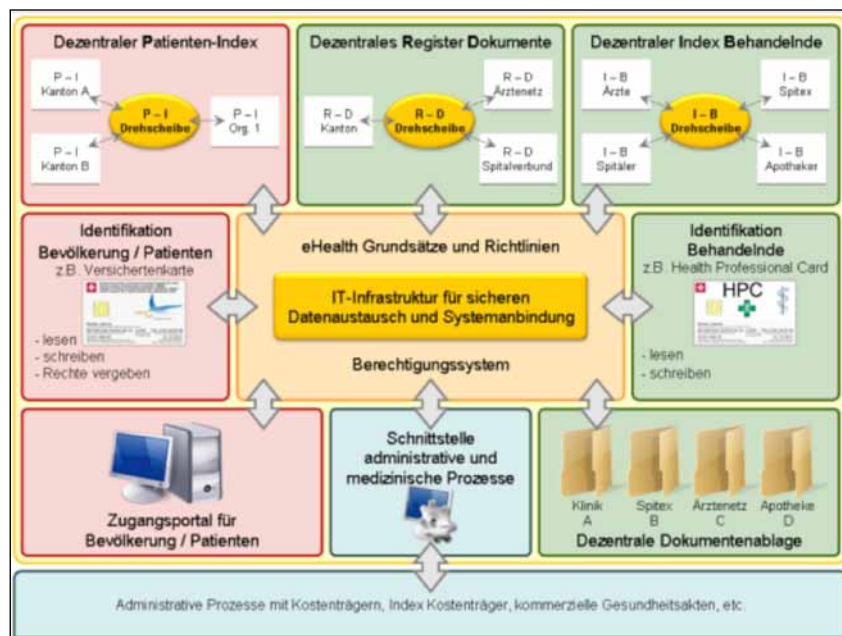 Dezentraler Patienten-Index
P – I
Kanton A
P – I
Drehscheibe
P – I
Org. 1
P – I
Kanton B
Dezentrales Register Dokumente
R – D
Kanton
R – D
Drehscheibe
R – D
Ärztenetz
R – D
Spitalverbund
Dezentraler Index Behandelnde
I – B
Ärzte
I – B
Spitex
I – B
Drehscheibe
I – B
Spitäler
I – B
Apotheker
Identifikation
Bevölkerung / Patienten
z.B. Versichertenkarte
- lesen
- schreiben
- Rechte vergeben
eHealth Grundsätze und Richtlinien
IT-Infrastruktur für sicheren
Datenaustausch und Systemanbindung
Berechtigungssystem
Identifikation
Behandelnde
z.B. Health Professional Card
HPC
- lesen
- schreiben
Zugangsportal für
Bevölkerung / Patienten
Schnittstelle
administrative und
medizinische Prozesse
Klinik
A
Spitex
B
Ärztenetz
C
Apotheke
D
Dezentrale Dokumentenablage
Administrative Prozesse mit Kostenträgern, Index Kostenträger, kommerzielle Gesundheitsakten, etc.